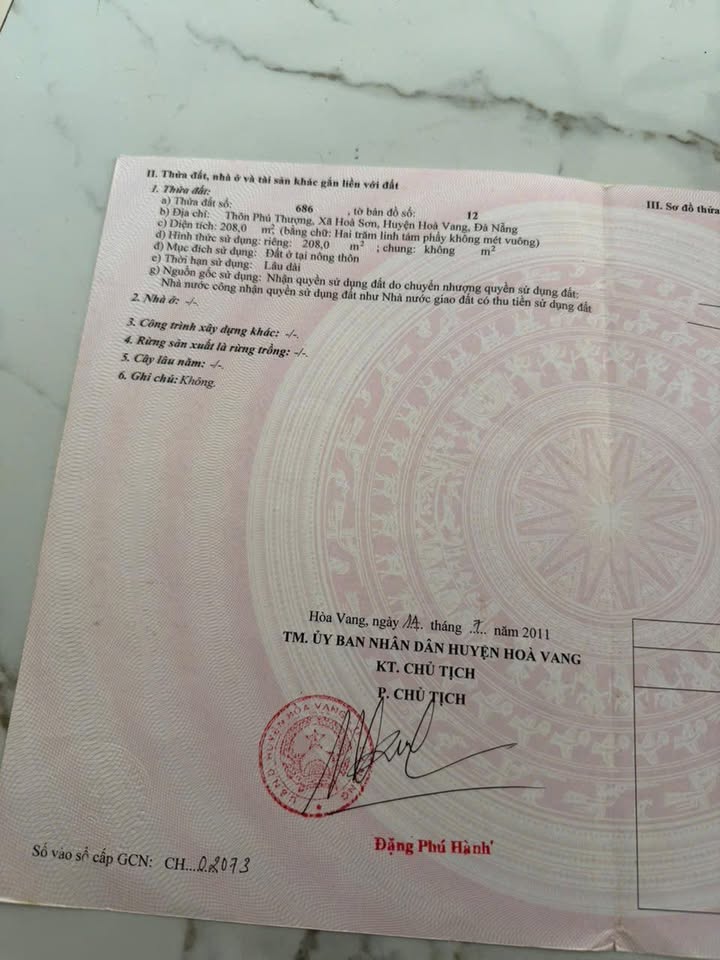 II. Thửa đất, nhà ở và tài sản khác gắn liền với đất
1. Thửa đất:
a) Thửa đất số: 686 , tờ bản đồ số: 12
b) Địa chỉ: Thôn Phú Thượng, Xã Hoà Sơn, Huyện Hoà Vang, Đà Nẵng
c) Diện tích: 208,0 m², (bằng chữ: Hai trăm linh tám phẩy không mét vuông)
d) Hình thức sử dụng: riêng: 208,0 m² ; chung: không m²
đ) Mục đích sử dụng: Đất ở tại nông thôn
e) Thời hạn sử dụng: Lâu dài
g) Nguồn gốc sử dụng: Nhận quyền sử dụng đất do chuyển nhượng quyền sử dụng đất:
Nhà nước công nhận quyền sử dụng đất như Nhà nước giao đất có thu tiền sử dụng đất
2. Nhà ở: -/-.
3. Công trình xây dựng khác: -/-.
4. Rừng sản xuất là rừng trồng: -/-.
5. Cây lâu năm: -/-.
6. Ghi chú: Không.
III. Sơ đồ thửa
Hòa Vang, ngày 14 tháng 7 năm 2011
TM. ỦY BAN NHÂN DÂN HUYỆN HOÀ VANG
KT. CHỦ TỊCH
P. CHỦ TỊCH
U.B.N.D HUYỆN HÒA VANG
Đặng Phú Hành
Số vào sổ cấp GCN: CH...02073